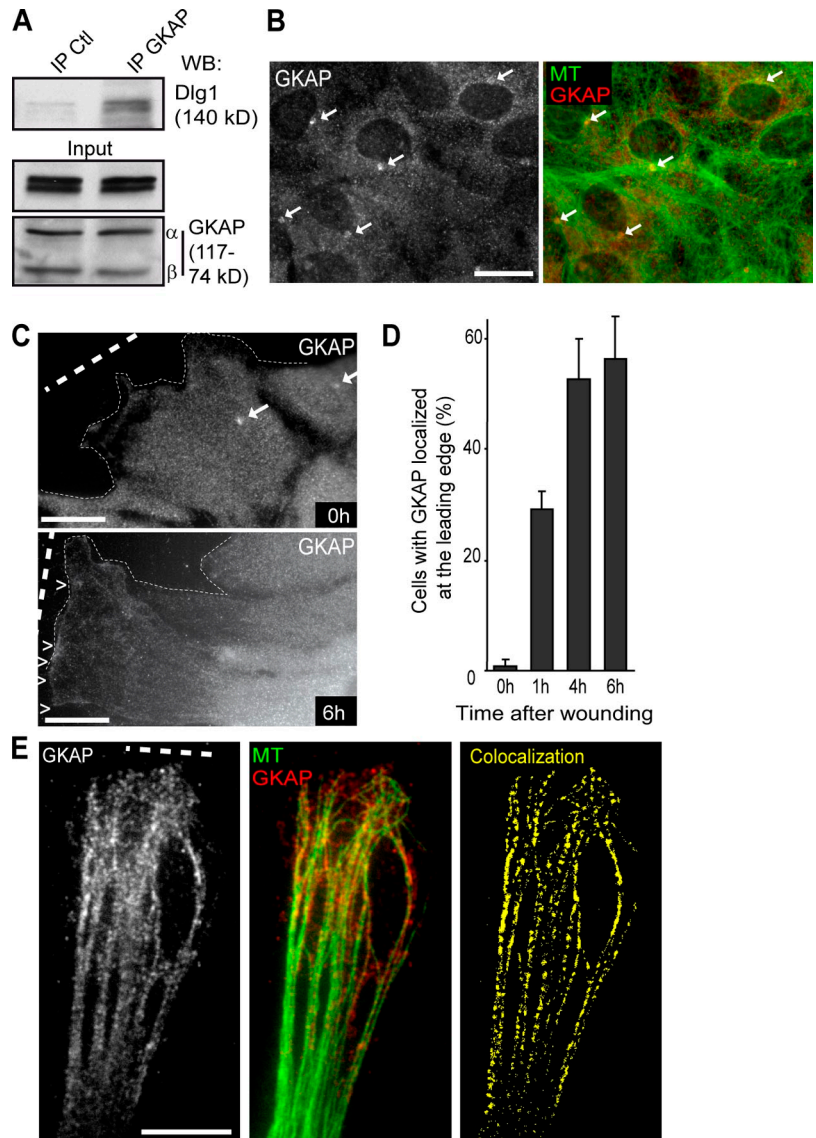 A
IP Ctl
IP GKAP
WB:
Dlg1
(140 kD)
Input
α
β
GKAP
(117-
74 kD)
B
GKAP
MT
GKAP
C
GKAP
0h
GKAP
6h
D
Cells with GKAP localized
at the leading edge (%)
60
40
20
0
0h 1h 4h 6h
Time after wounding
E
GKAP
MT
GKAP
Colocalization